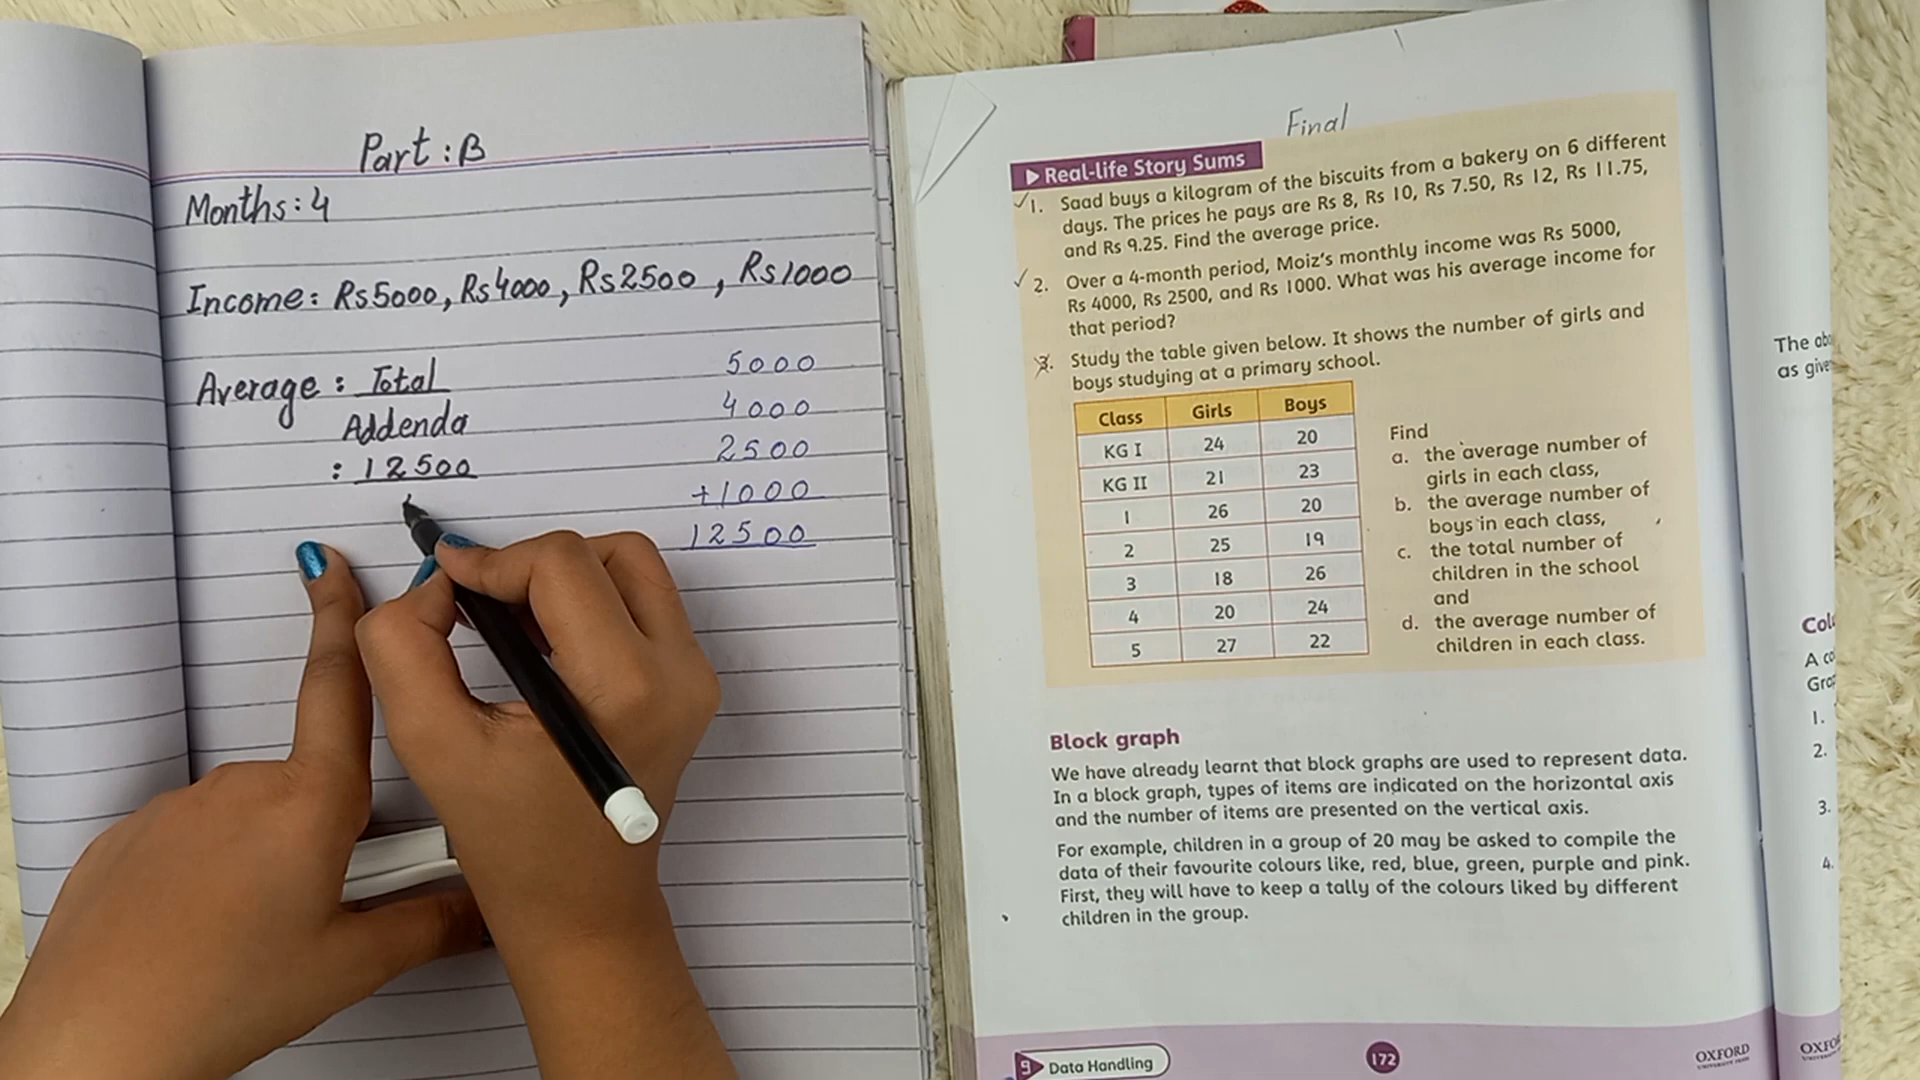 Part : B
Months : 4
Income : Rs5000, Rs4000, Rs2500, Rs1000
Average : Total
Addenda
: 12500
5000
4000
2500
+1000
12500
Final
Real-life Story Sums
1. Saad buys a kilogram of the biscuits from a bakery on 6 different
days. The prices he pays are Rs 8, Rs 10, Rs 7.50, Rs 12, Rs 11.75,
and Rs 9.25. Find the average price.
2. Over a 4-month period, Moiz's monthly income was Rs 5000,
Rs 4000, Rs 2500, and Rs 1000. What was his average income for
that period?
3. Study the table given below. It shows the number of girls and
boys studying at a primary school.
Class Girls Boys
KG I 24 20
KG II 21 23
1 26 20
2 25 19
3 18 26
4 20 24
5 27 22
Find
a. the average number of
girls in each class,
b. the average number of
boys in each class,
c. the total number of
children in the school
and
d. the average number of
children in each class.
Block graph
We have already learnt that block graphs are used to represent data.
In a block graph, types of items are indicated on the horizontal axis
and the number of items are presented on the vertical axis.
For example, children in a group of 20 may be asked to compile the
data of their favourite colours like, red, blue, green, purple and pink.
First, they will have to keep a tally of the colours liked by different
children in the group.
9 Data Handling
172
OXFORD
UNIVERSITY PRESS
The
as
A
1.
2.
3.
4.